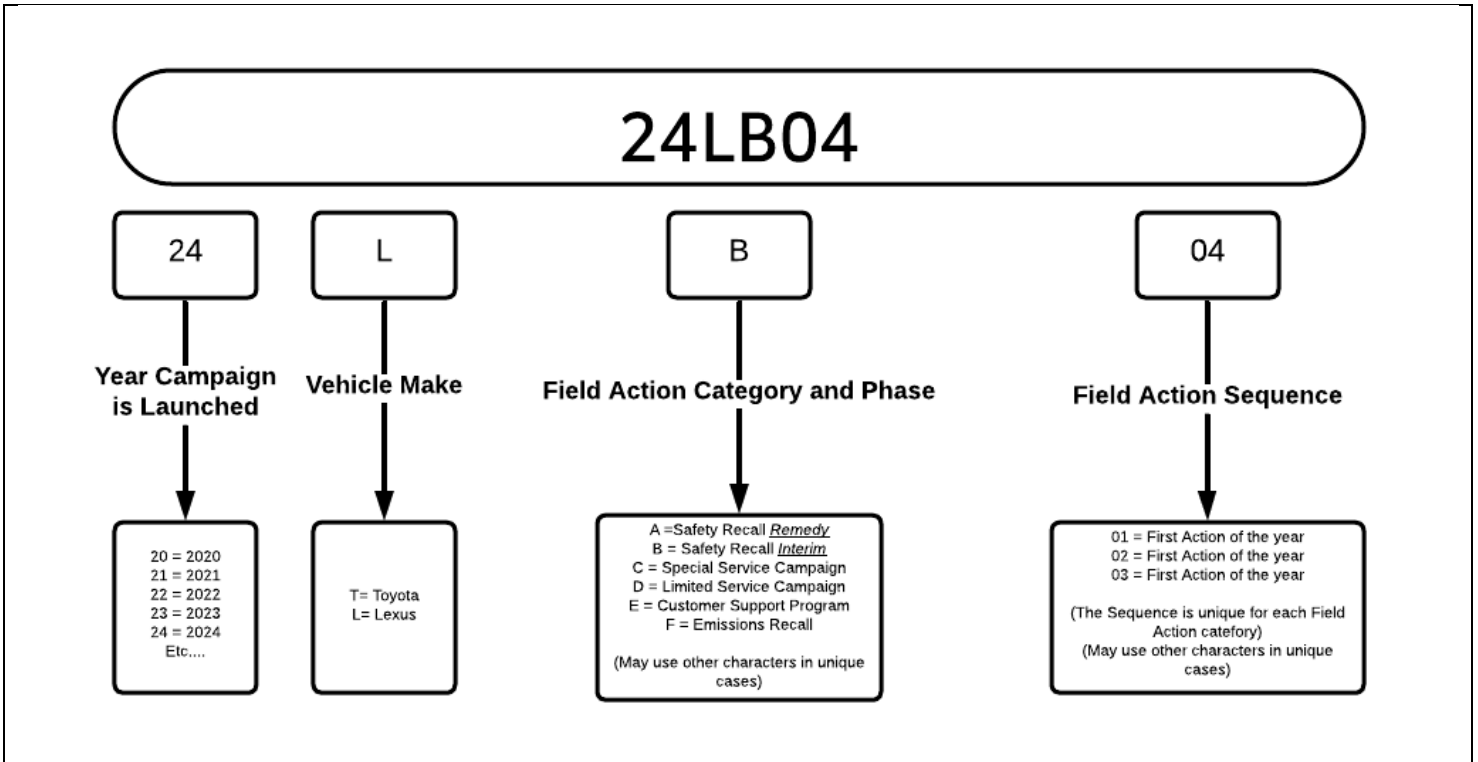 24LB04
24
L
B
04
Year Campaign
is Launched
Vehicle Make
Field Action Category and Phase
Field Action Sequence
20 = 2020
21 = 2021
22 = 2022
23 = 2023
24 = 2024
Etc....
T= Toyota
L= Lexus
A =Safety Recall Remedy
B = Safety Recall Interim
C = Special Service Campaign
D = Limited Service Campaign
E = Customer Support Program
F = Emissions Recall
(May use other characters in unique
cases)
01 = First Action of the year
02 = First Action of the year
03 = First Action of the year
(The Sequence is unique for each Field
Action catefory)
(May use other characters in unique
cases)